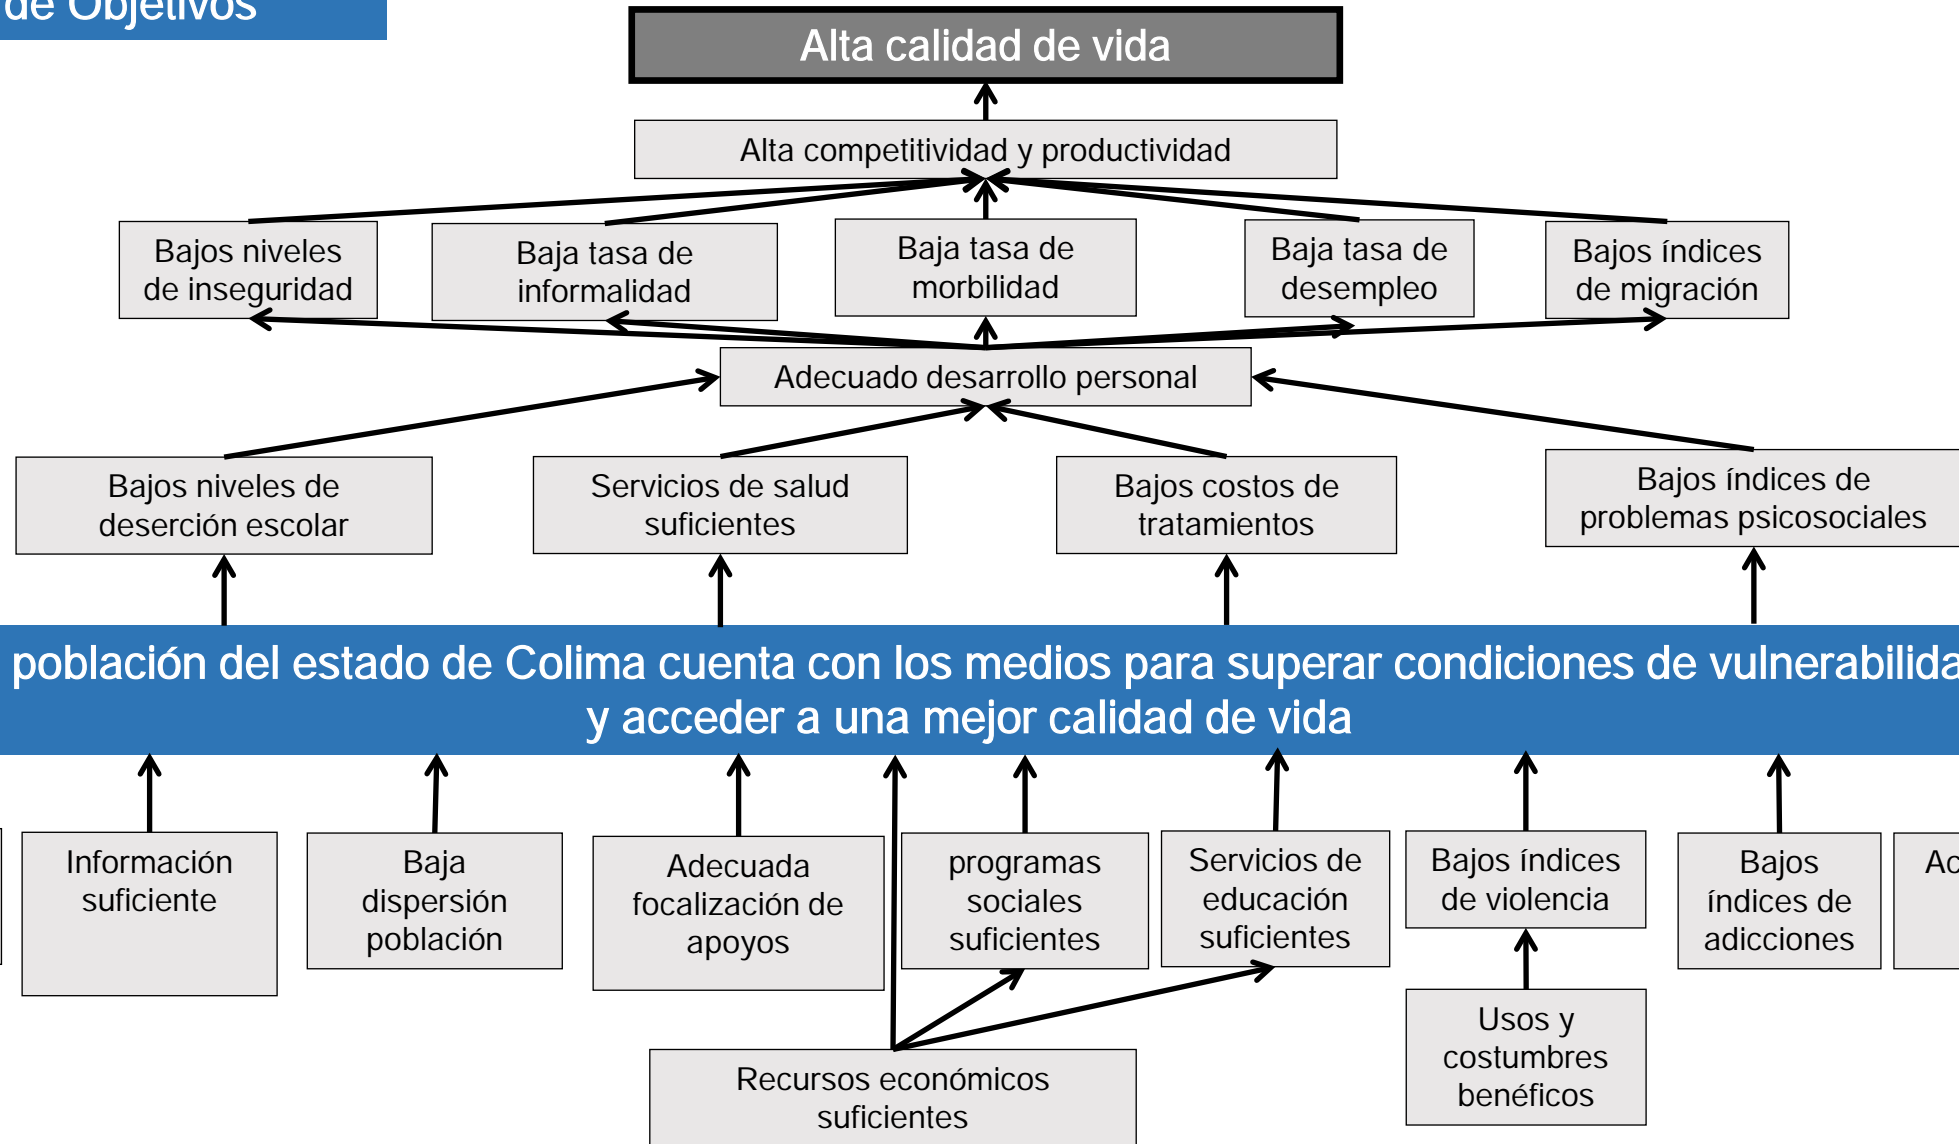 de Objetivos
Alta calidad de vida
Alta competitividad y productividad
Bajos niveles
de inseguridad
Baja tasa de
informalidad
Baja tasa de
morbilidad
Baja tasa de
desempleo
Bajos índices
de migración
Adecuado desarrollo personal
Bajos niveles de
deserción escolar
Servicios de salud
suficientes
Bajos costos de
tratamientos
Bajos índices de
problemas psicosociales
población del estado de Colima cuenta con los medios para superar condiciones de vulnerabilida
y acceder a una mejor calidad de vida
Información
suficiente
Baja
dispersión
población
Adecuada
focalización de
apoyos
programas
sociales
suficientes
Servicios de
educación
suficientes
Bajos índices
de violencia
Bajos
índices de
adicciones
Ac
Usos y
costumbres
benéficos
Recursos económicos
suficientes